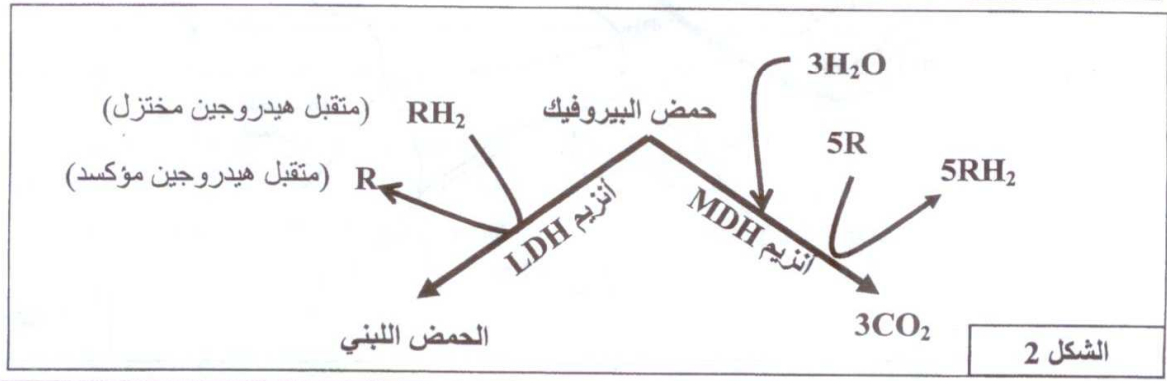 3H₂O
حمض البيروفيك
RH₂ (متقبل هيدروجين مختزل)
5R
5RH₂
R (متقبل هيدروجين مؤكسد)
أنزيم LDH
أنزيم MDH
3CO₂
الحمض اللبني
الشكل 2